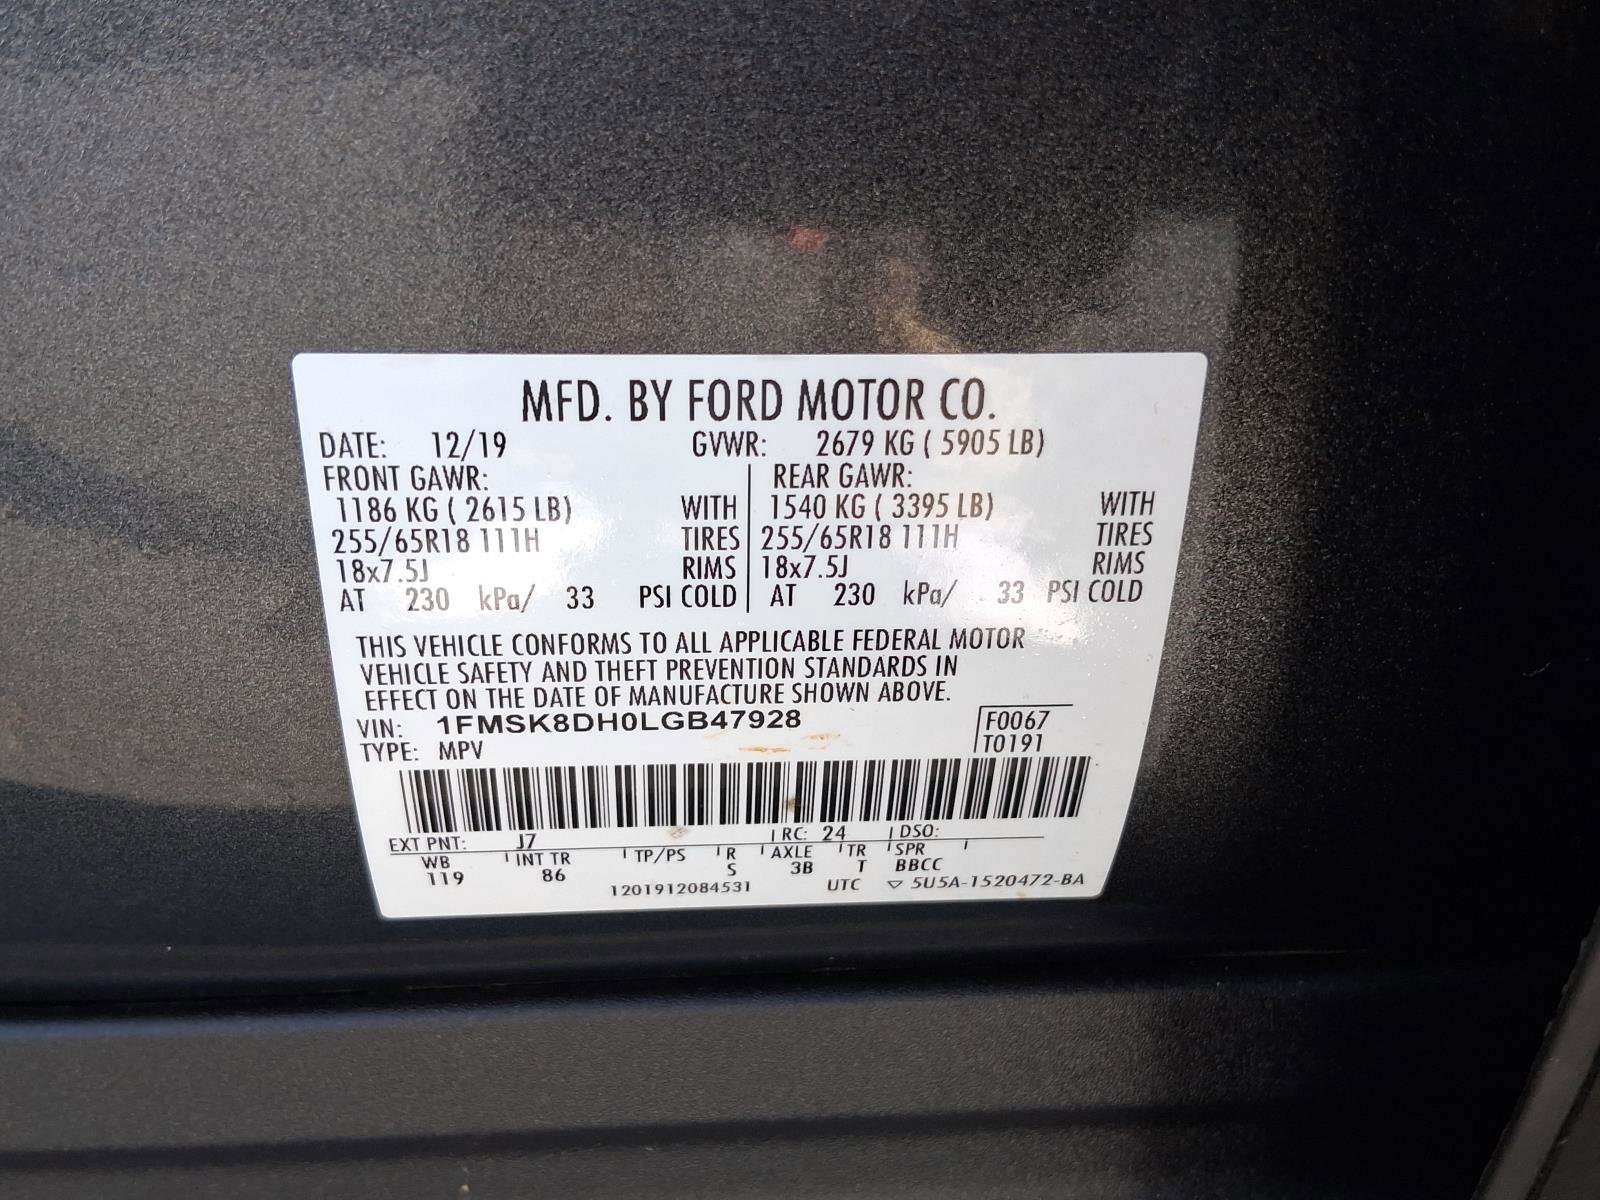 MFD. BY FORD MOTOR CO.
DATE: 12/19 GVWR: 2679 KG ( 5905 LB)
FRONT GAWR: REAR GAWR:
1186 KG ( 2615 LB) WITH 1540 KG ( 3395 LB) WITH
255/65R18 111H TIRES 255/65R18 111H TIRES
18x7.5J RIMS 18x7.5J RIMS
AT 230 kPa/ 33 PSI COLD AT 230 kPa/ 33 PSI COLD
THIS VEHICLE CONFORMS TO ALL APPLICABLE FEDERAL MOTOR
VEHICLE SAFETY AND THEFT PREVENTION STANDARDS IN
EFFECT ON THE DATE OF MANUFACTURE SHOWN ABOVE.
VIN: 1FMSK8DH0LGB47928 F0067
TYPE: MPV T0191
EXT PNT: J7 RC: 24 DSO:
WB INT TR TP/PS R AXLE TR SPR
119 86 S 3B T BBCC
1201912084531 UTC ▽ 5U5A-1520472-BA